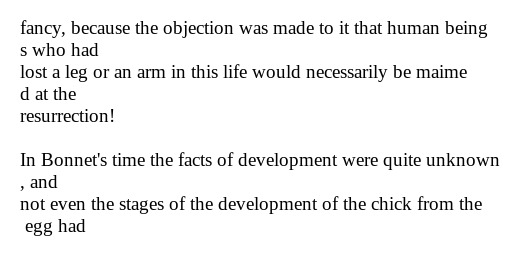 fancy, because the objection was made to it that human being
s who had
lost a leg or an arm in this life would necessarily be maime
d at the
resurrection!

In Bonnet's time the facts of development were quite unknown
, and
not even the stages of the development of the chick from the
 egg had